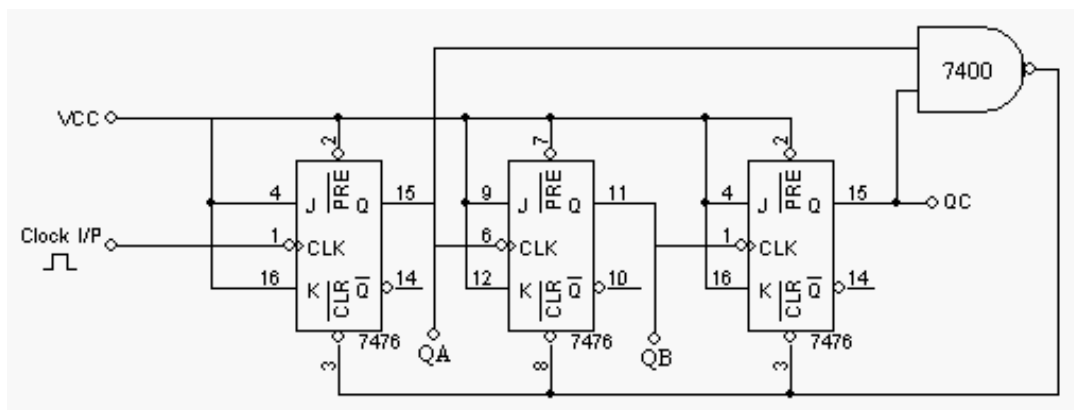 7400
VCC
2
7
2
4
J
PRE
Q
15
9
J
PRE
Q
11
4
J
PRE
Q
15
QC
Clock I/P
1
CLK
6
CLK
1
CLK
16
K
CLR
Q
14
12
K
CLR
Q
10
16
K
CLR
Q
14
3
7476
QA
8
7476
QB
3
7476